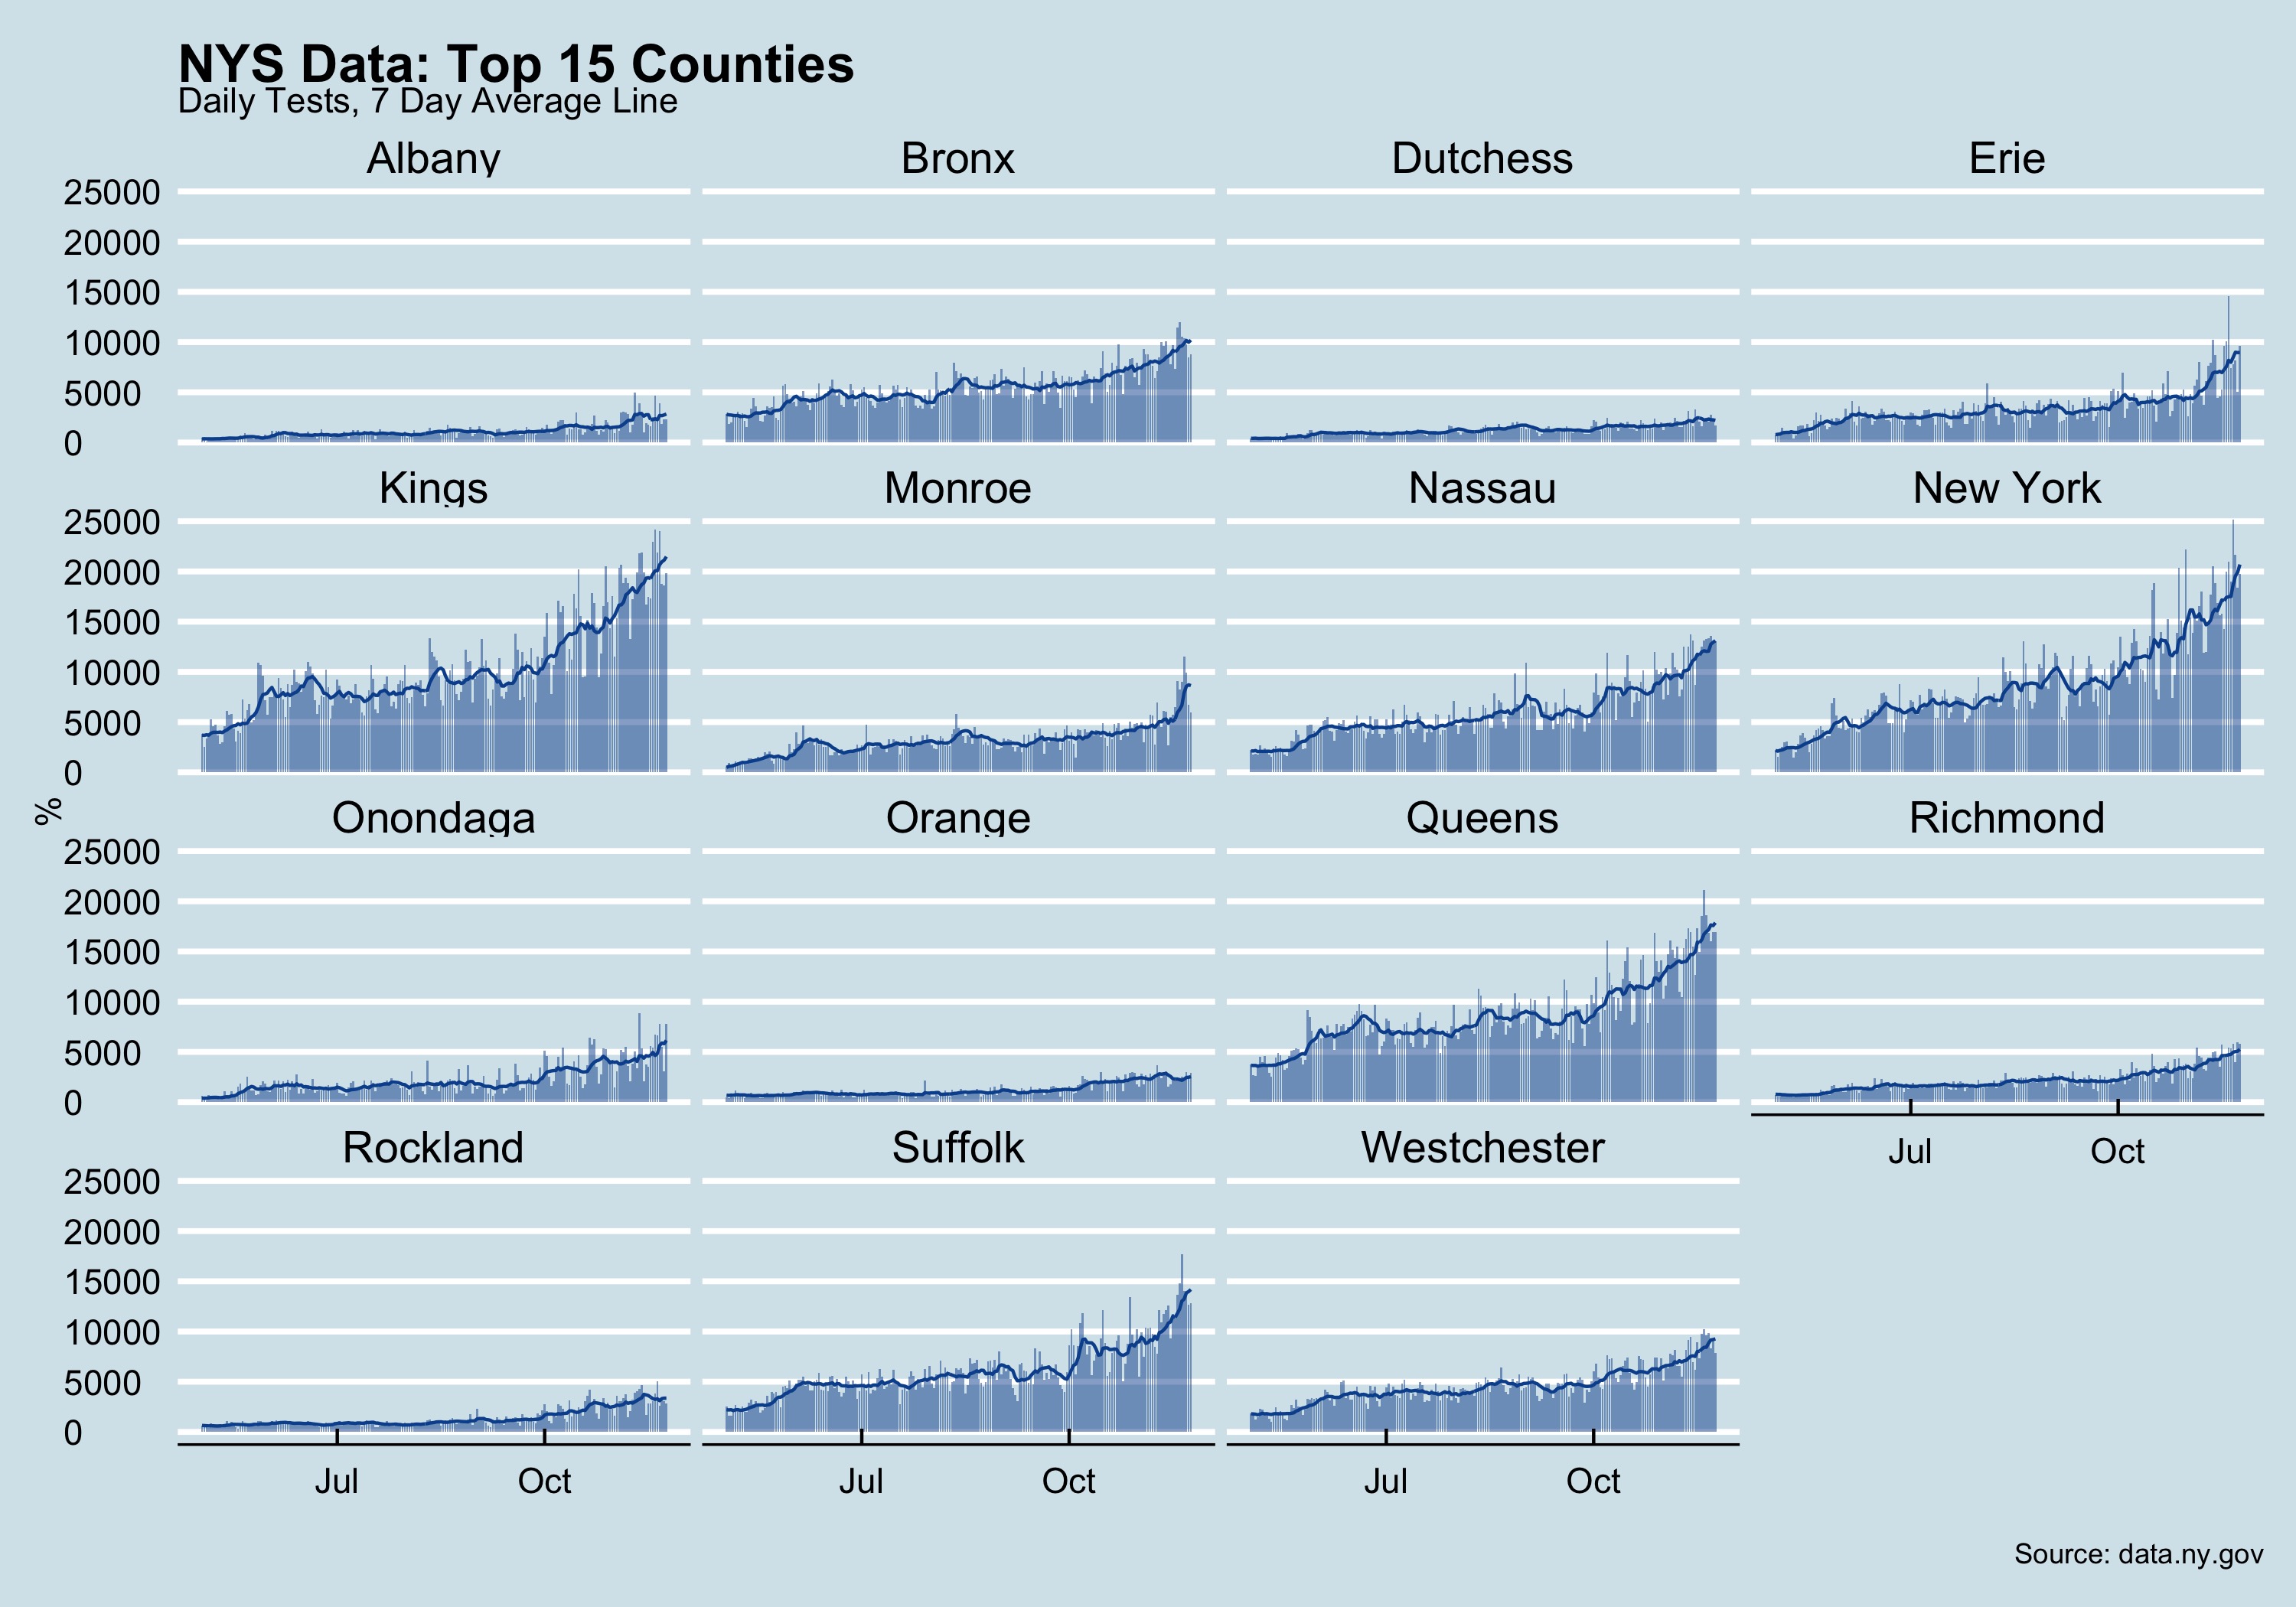 NYS Data: Top 15 Counties
Daily Tests, 7 Day Average Line
Albany Bronx Dutchess Erie
25000
20000
15000
10000
5000
0
Kings Monroe Nassau New York
25000
20000
15000
10000
5000
0
%
Onondaga Orange Queens Richmond
25000
20000
15000
10000
5000
0
Jul Oct
Rockland Suffolk Westchester
25000
20000
15000
10000
5000
0
Jul Oct Jul Oct Jul Oct
Source: data.ny.gov